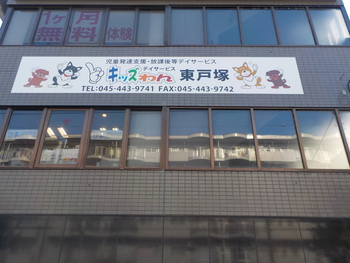 1ヶ月
無料体験
児童発達支援・放課後等デイサービス
デイサービス
キッズわん 東戸塚
TEL:045-443-9741 FAX:045-443-9742